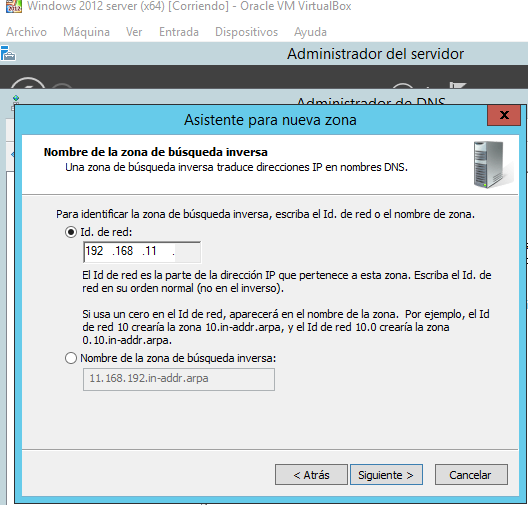 Windows 2012 server (x64) [Corriendo] - Oracle VM VirtualBox
Archivo Máquina Ver Entrada Dispositivos Ayuda
Administrador del servidor
Administrador de DNS
Asistente para nueva zona
X
Nombre de la zona de búsqueda inversa
Una zona de búsqueda inversa traduce direcciones IP en nombres DNS.
Para identificar la zona de búsqueda inversa, escriba el Id. de red o el nombre de zona.
Id. de red:
192 .168 .11 .
El Id de red es la parte de la dirección IP que pertenece a esta zona. Escriba el Id. de
red en su orden normal (no en el inverso).
Si usa un cero en el Id de red, aparecerá en el nombre de la zona. Por ejemplo, el Id
de red 10 crearía la zona 10.in-addr.arpa, y el Id de red 10.0 crearía la zona
0.10.in-addr.arpa.
Nombre de la zona de búsqueda inversa:
11.168.192.in-addr.arpa
< Atrás Siguiente > Cancelar